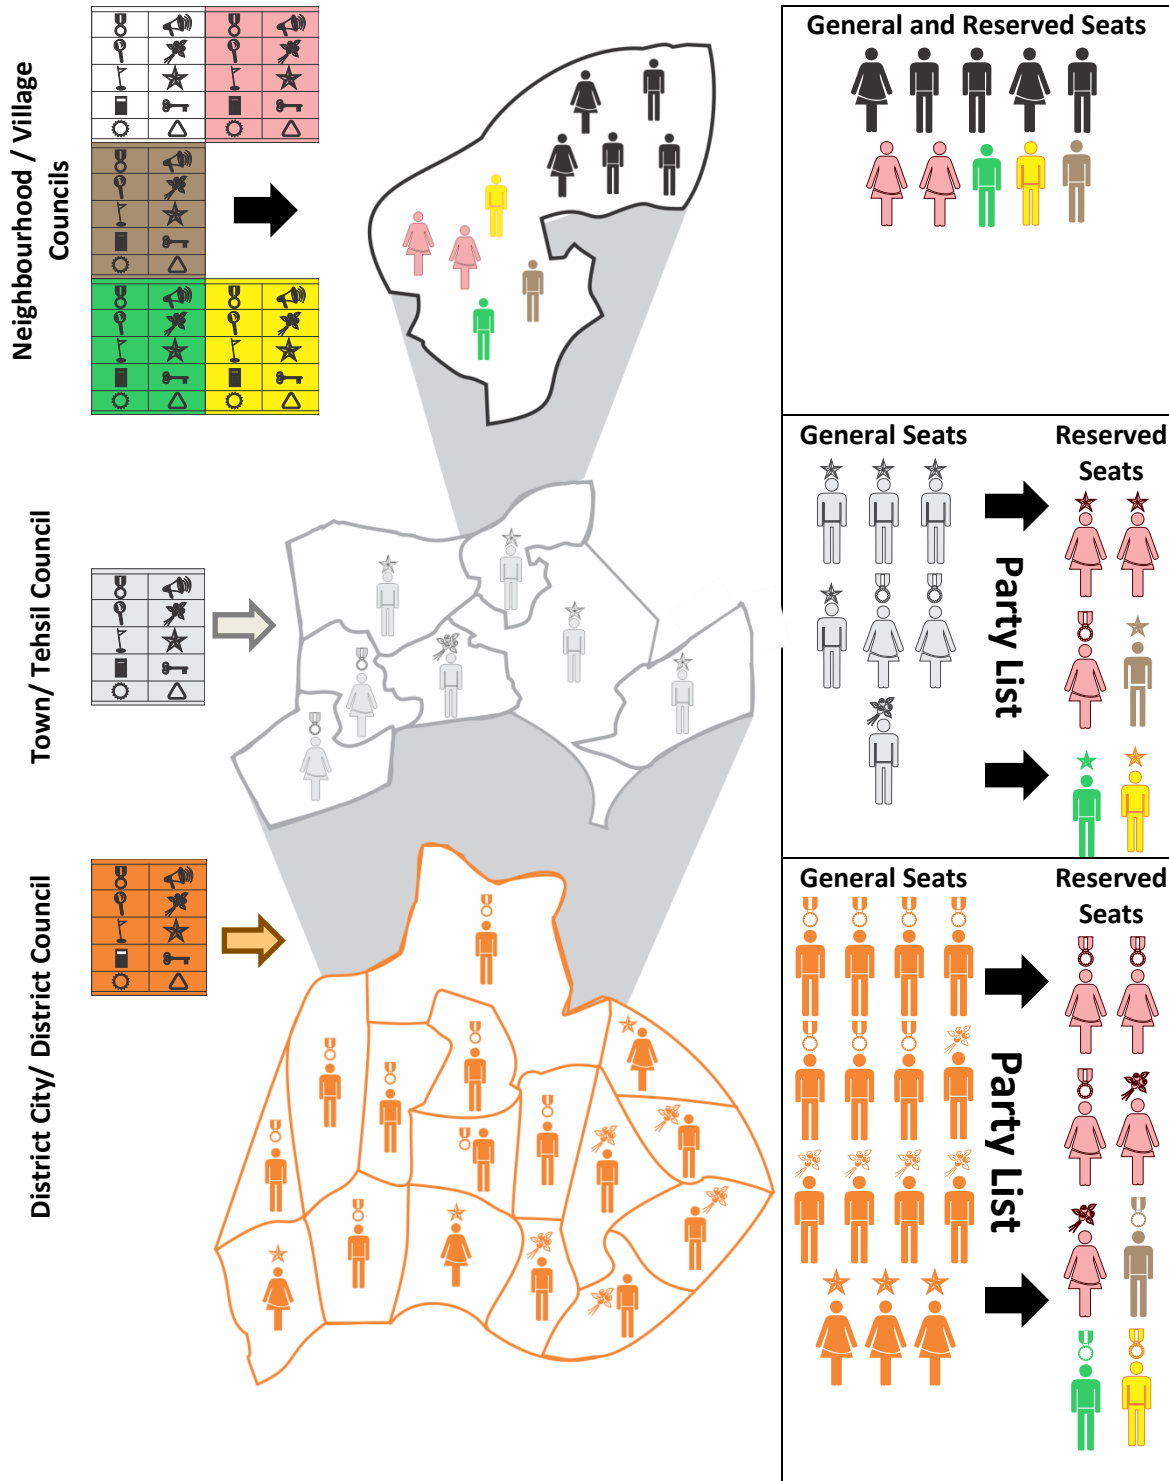 Neighbourhood / Village
Councils
General and Reserved Seats
Town/ Tehsil Council
General Seats
Reserved
Seats
Party List
District City/ District Council
General Seats
Reserved
Seats
Party List